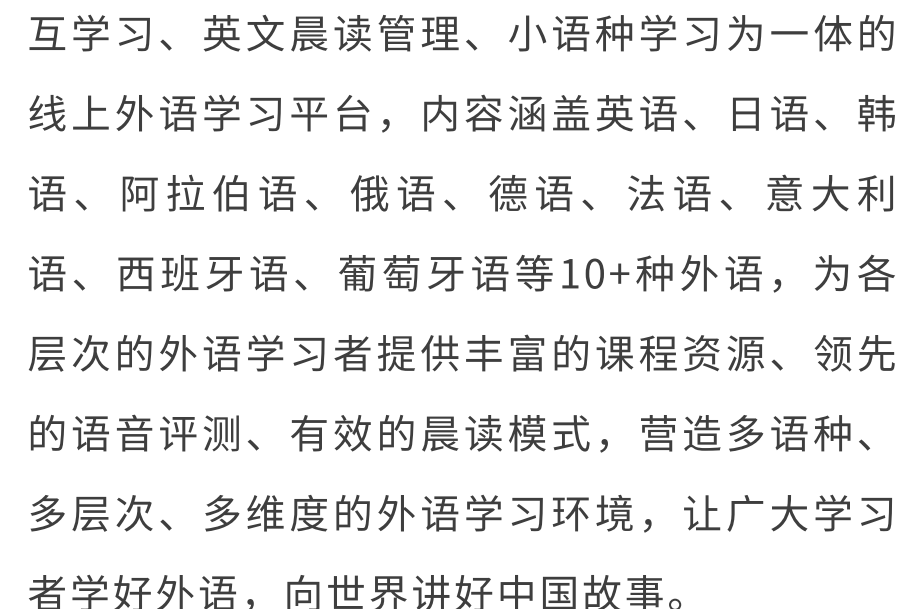 互学习、英文晨读管理、小语种学习为一体的
线上外语学习平台，内容涵盖英语、日语、韩
语、阿拉伯语、俄语、德语、法语、意大利
语、西班牙语、葡萄牙语等10+种外语，为各
层次的外语学习者提供丰富的课程资源、领先
的语音评测、有效的晨读模式，营造多语种、
多层次、多维度的外语学习环境，让广大学习
者学好外语，向世界讲好中国故事。